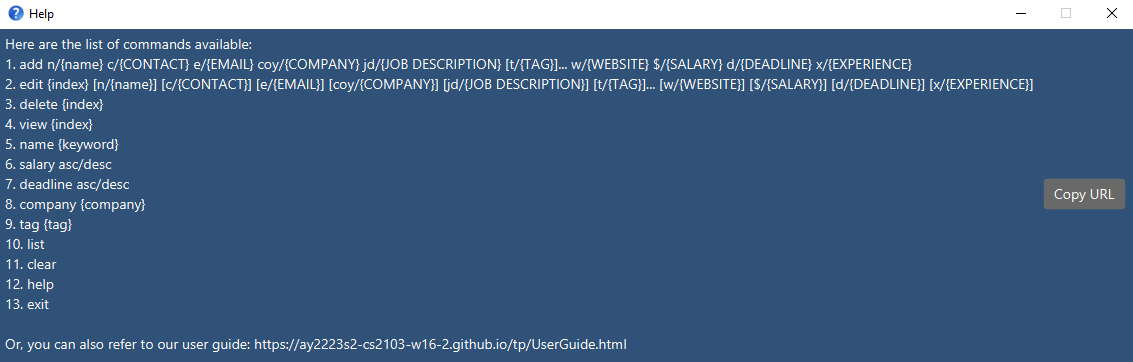 Help
Here are the list of commands available:
1. add n/{name} c/{CONTACT} e/{EMAIL} coy/{COMPANY} jd/{JOB DESCRIPTION} [t/{TAG}]... w/{WEBSITE} $/{SALARY} d/{DEADLINE} x/{EXPERIENCE}
2. edit {index} [n/{name}] [c/{CONTACT}] [e/{EMAIL}] [coy/{COMPANY}] [jd/{JOB DESCRIPTION}] [t/{TAG}]... [w/{WEBSITE}] [$/{SALARY}] [d/{DEADLINE}] [x/{EXPERIENCE}]
3. delete {index}
4. view {index}
5. name {keyword}
6. salary asc/desc
7. deadline asc/desc
8. company {company}
9. tag {tag}
10. list
11. clear
12. help
13. exit
Or, you can also refer to our user guide: https://ay2223s2-cs2103-w16-2.github.io/tp/UserGuide.html
Copy URL